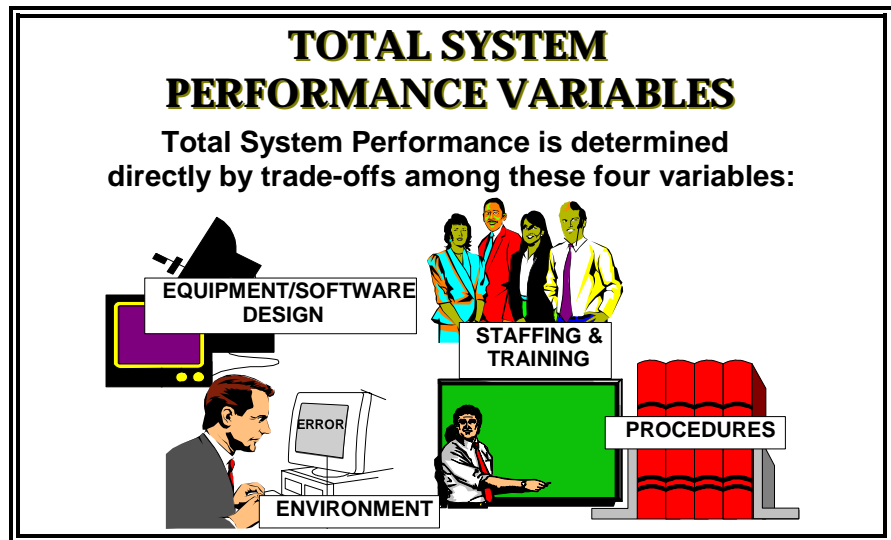 TOTAL SYSTEM
PERFORMANCE VARIABLES
Total System Performance is determined
directly by trade-offs among these four variables:
EQUIPMENT/SOFTWARE
DESIGN
STAFFING &
TRAINING
ERROR
PROCEDURES
ENVIRONMENT